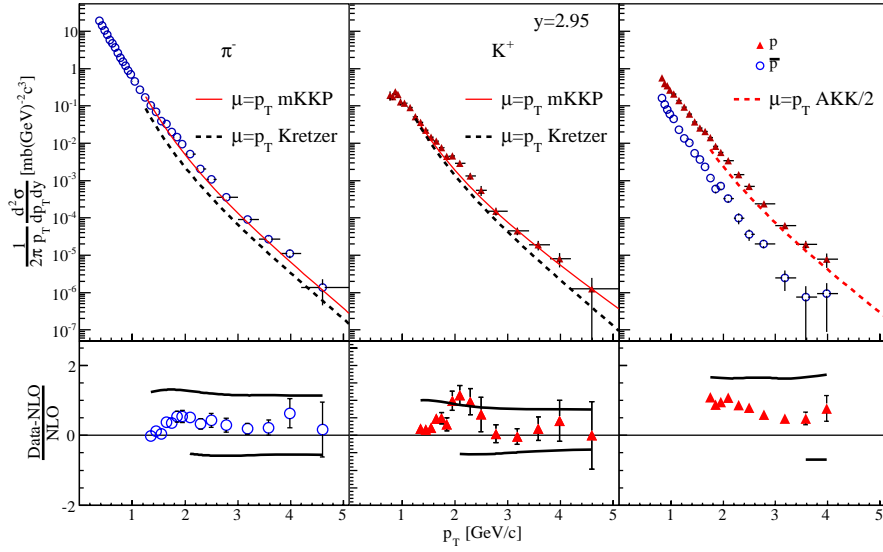 π⁻
K⁺
y=2.95
p
p̅
μ=p_T mKKP
μ=p_T Kretzer
μ=p_T mKKP
μ=p_T Kretzer
μ=p_T AKK/2
1/(2π p_T) d²σ/(dp_T dy) [mb(GeV)⁻²c³]
10
1
10⁻¹
10⁻²
10⁻³
10⁻⁴
10⁻⁵
10⁻⁶
10⁻⁷
Data-NLO
NLO
2
0
-2
1 2 3 4 5 1 2 3 4 5 1 2 3 4 5
p_T [GeV/c]